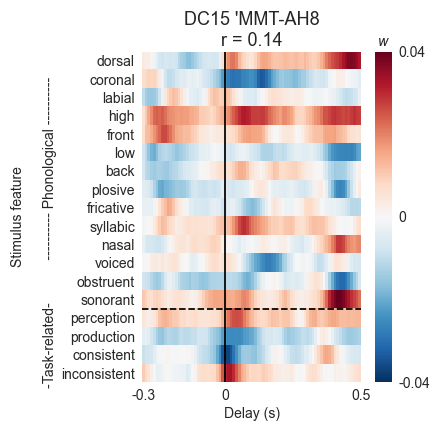 DC15 'MMT-AH8
r = 0.14
w
dorsal
coronal
labial
high
front
low
back
plosive
fricative
syllabic
nasal
voiced
obstruent
sonorant
perception
production
consistent
inconsistent
Stimulus feature
-Task-related- ---------- Phonological ----------
-0.3 0 0.5
Delay (s)
0.04
0
-0.04